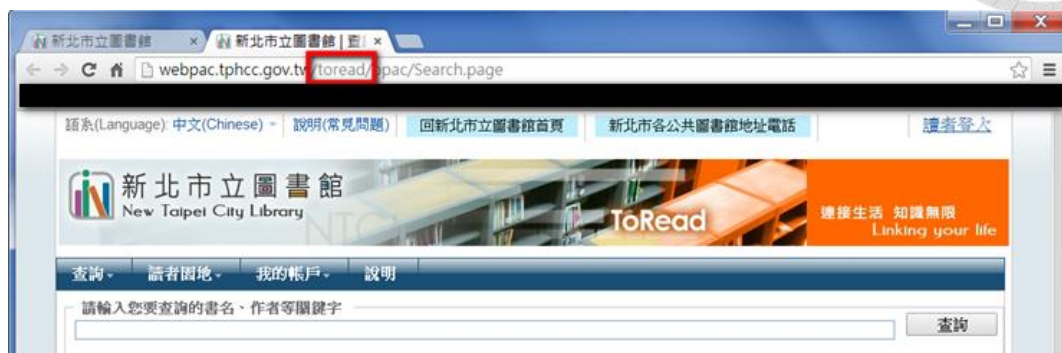 新北市立圖書館
新北市立圖書館 | 查
webpac.tphcc.gov.tw/toread/opac/Search.page
語系(Language): 中文(Chinese) 說明(常見問題) 回新北市立圖書館首頁 新北市各公共圖書館地址電話 讀者登入
新北市立圖書館
New Taipei City Library
ToRead
連接生活 知識無限
Linking your life
查詢 讀者園地 我的帳戶 說明
請輸入您要查詢的書名、作者等關鍵字
查詢